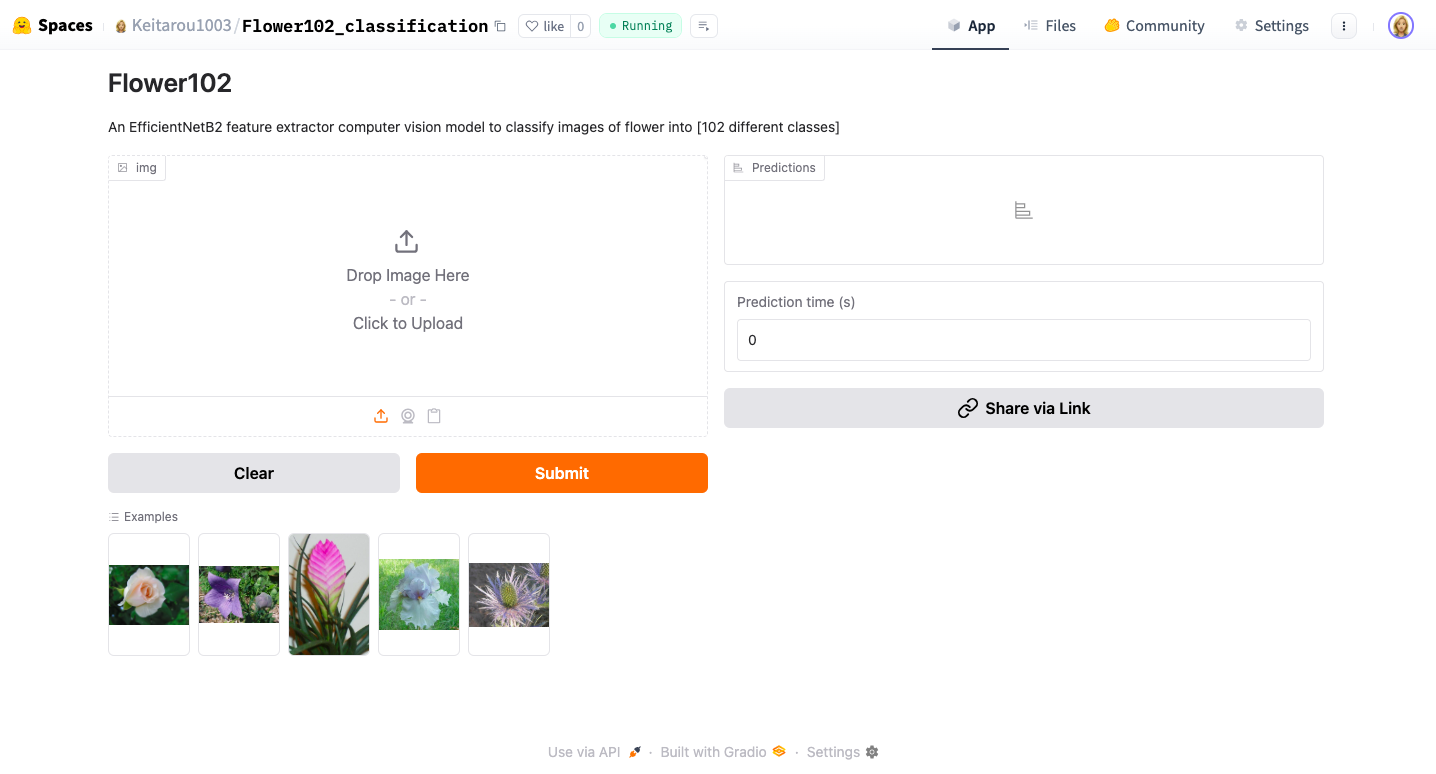 Spaces Keitarou1003/Flower102_classification like 0 Running App Files Community Settings
Flower102
An EfficientNetB2 feature extractor computer vision model to classify images of flower into [102 different classes]
img
Drop Image Here
- or -
Click to Upload
Clear Submit
Predictions
Prediction time (s)
0
Share via Link
Examples
Use via API · Built with Gradio · Settings